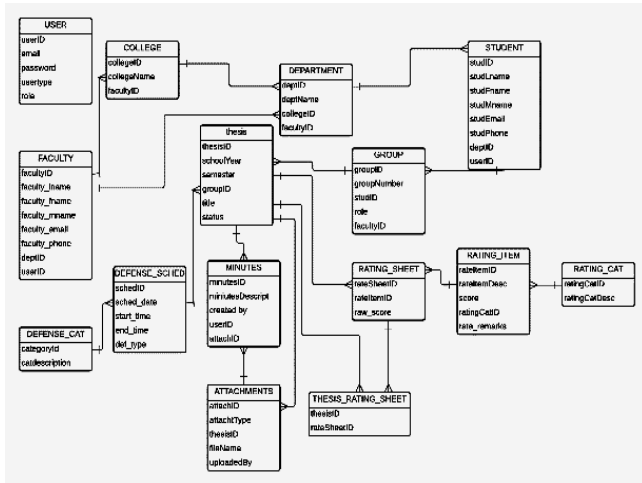 USER
userID
email
password
usertype
role
COLLEGE
collegeID
collegeName
facultyID
DEPARTMENT
deptID
deptName
collegeID
facultyID
STUDENT
studID
studLname
studFname
studMname
studEmail
studPhone
deptID
userID
FACULTY
facultyID
faculty_lname
faculty_fname
faculty_mname
faculty_email
faculty_phone
deptID
userID
thesis
thesisID
schoolYear
semester
groupID
title
status
GROUP
groupID
groupNumber
studID
role
facultyID
DEFENSE_SCHED
schedID
sched_date
start_time
end_time
def_type
MINUTES
minutesID
minutesDescript
created by
userID
attachID
RATING_SHEET
rateSheetID
rateItemID
raw_score
RATING_ITEM
rateItemID
rateItemDesc
score
ratingCatID
rate_remarks
RATING_CAT
ratingCatID
ratingCatDesc
DEFENSE_CAT
categoryId
catdescription
ATTACHMENTS
attachID
attachType
thesisID
fileName
uploadedBy
THESIS_RATING_SHEET
thesisID
rateSheetID